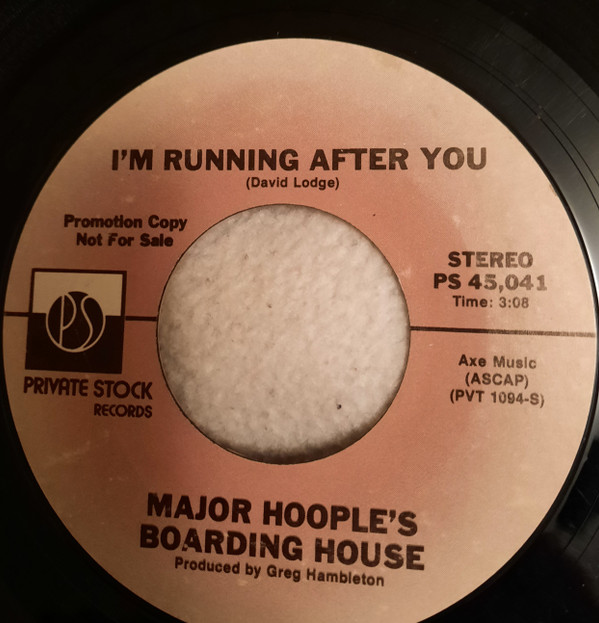 I'M RUNNING AFTER YOU
(David Lodge)
Promotion Copy
Not For Sale
STEREO
PS 45,041
Time: 3:08
PS
PRIVATE STOCK
RECORDS
Axe Music
(ASCAP)
(PVT 1094-S)
MAJOR HOOPLE'S
BOARDING HOUSE
Produced by Greg Hambleton